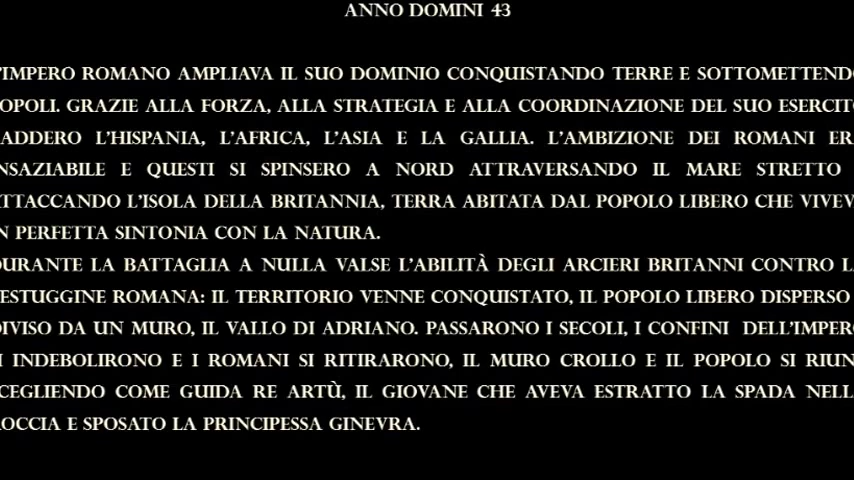 ANNO DOMINI 43
'IMPERO ROMANO AMPLIAVA IL SUO DOMINIO CONQUISTANDO TERRE E SOTTOMETTENDO
OPOLI. GRAZIE ALLA FORZA, ALLA STRATEGIA E ALLA COORDINAZIONE DEL SUO ESERCITO
ADDERO L'HISPANIA, L'AFRICA, L'ASIA E LA GALLIA. L'AMBIZIONE DEI ROMANI ER
NSAZIABILE E QUESTI SI SPINSERO A NORD ATTRAVERSANDO IL MARE STRETTO
TTACCANDO L'ISOLA DELLA BRITANNIA, TERRA ABITATA DAL POPOLO LIBERO CHE VIVEV
N PERFETTA SINTONIA CON LA NATURA.
DURANTE LA BATTAGLIA A NULLA VALSE L'ABILITÀ DEGLI ARCIERI BRITANNI CONTRO L
ESTUGGINE ROMANA: IL TERRITORIO VENNE CONQUISTATO, IL POPOLO LIBERO DISPERSO
DIVISO DA UN MURO, IL VALLO DI ADRIANO. PASSARONO I SECOLI, I CONFINI DELL'IMPERO
I INDEBOLIRONO E I ROMANI SI RITIRARONO, IL MURO CROLLO E IL POPOLO SI RIUN
CEGLIENDO COME GUIDA RE ARTÙ, IL GIOVANE CHE AVEVA ESTRATTO LA SPADA NELL
OCCIA E SPOSATO LA PRINCIPESSA GINEVRA.